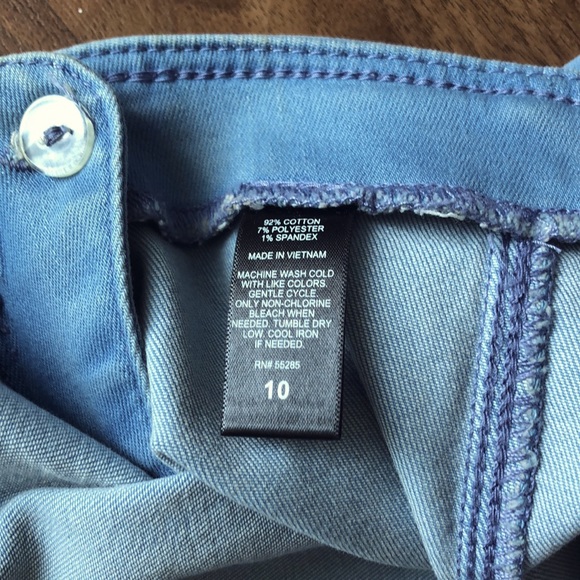 92% COTTON
7% POLYESTER
1% SPANDEX
MADE IN VIETNAM
MACHINE WASH COLD
WITH LIKE COLORS.
GENTLE CYCLE.
ONLY NON-CHLORINE
BLEACH WHEN
NEEDED. TUMBLE DRY
LOW. COOL IRON
IF NEEDED.
RN# 55285
10